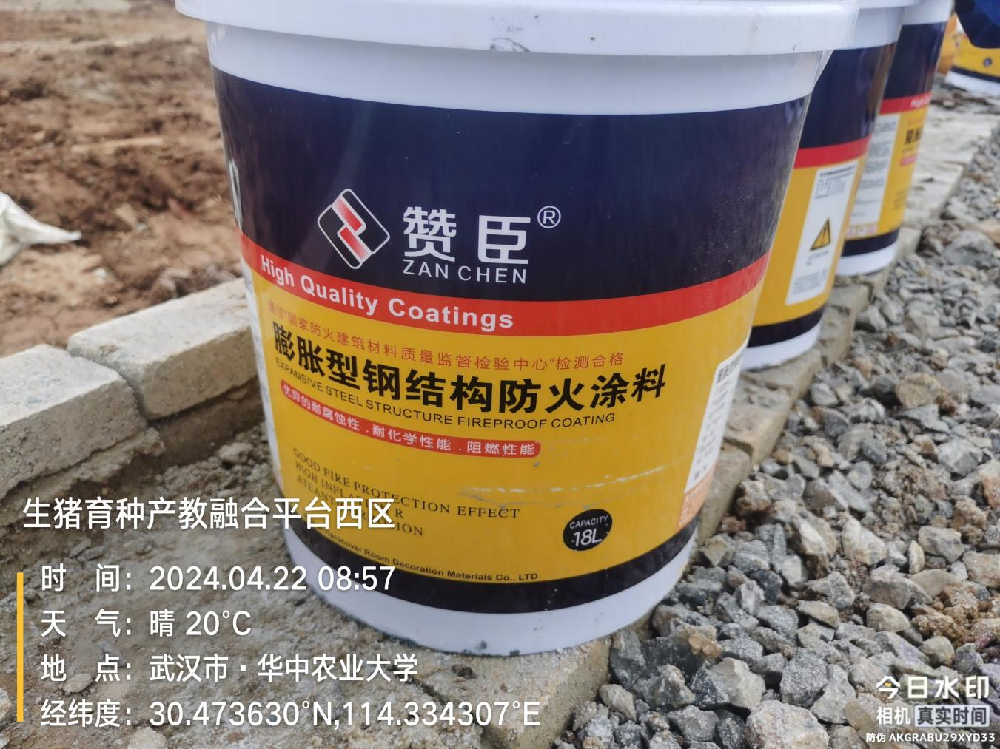 赞臣®
ZAN CHEN
High Quality Coatings
通过"国家防火建筑材料质量监督检验中心"检测合格
膨胀型钢结构防火涂料
EXPANSIVE STEEL STRUCTURE FIREPROOF COATING
优异的耐腐蚀性.耐化学性能.阻燃性能
GOOD FIRE PROTECTION EFFECT
HIGH
CAPACITY
18L
Hardcover Room Decoration Materials Co., LTD
生猪育种产教融合平台西区
时 间：2024.04.22 08:57
天 气：晴 20°C
地 点：武汉市·华中农业大学
经纬度：30.473630°N,114.334307°E
今日水印
相机 真实时间
防伪 AKGRABU29XYD33